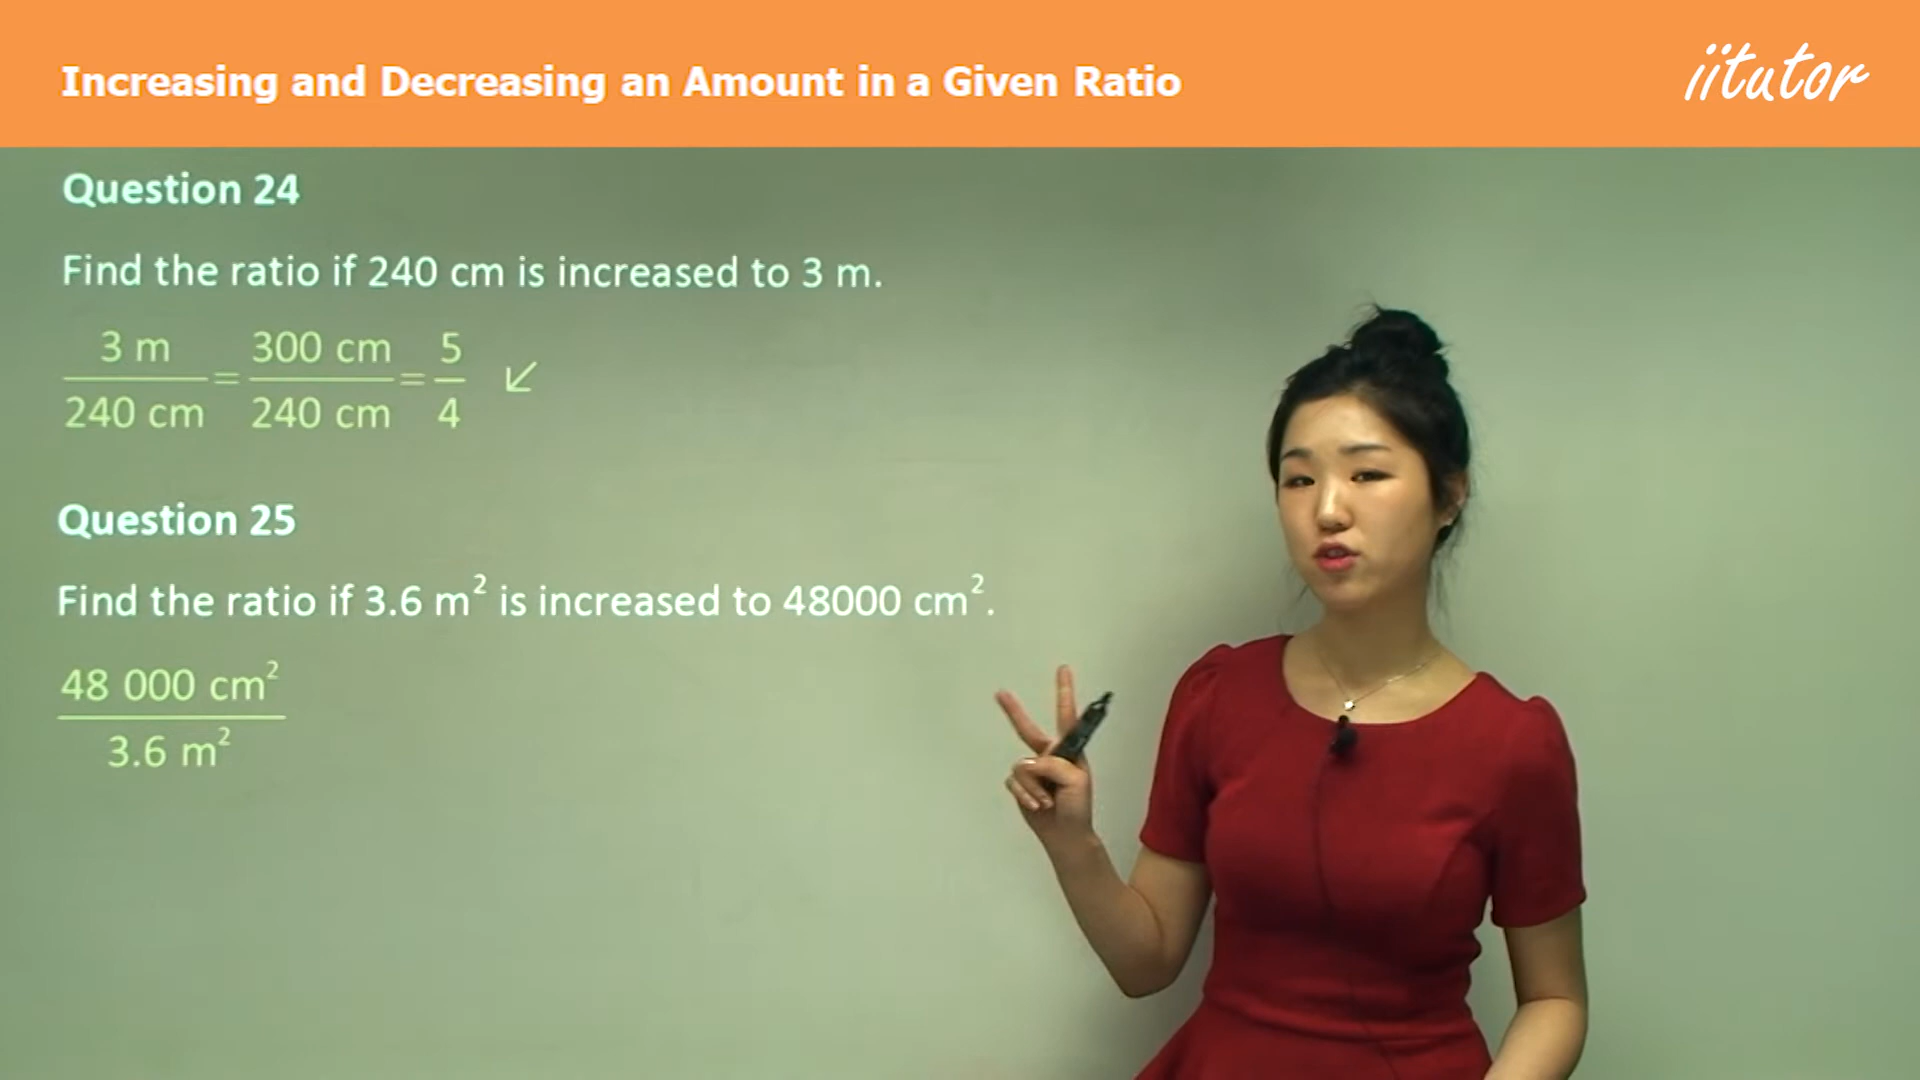 Increasing and Decreasing an Amount in a Given Ratio
iitutor
Question 24
Find the ratio if 240 cm is increased to 3 m.
3 m / 240 cm = 300 cm / 240 cm = 5 / 4 ↙
Question 25
Find the ratio if 3.6 m² is increased to 48000 cm².
48 000 cm² / 3.6 m²